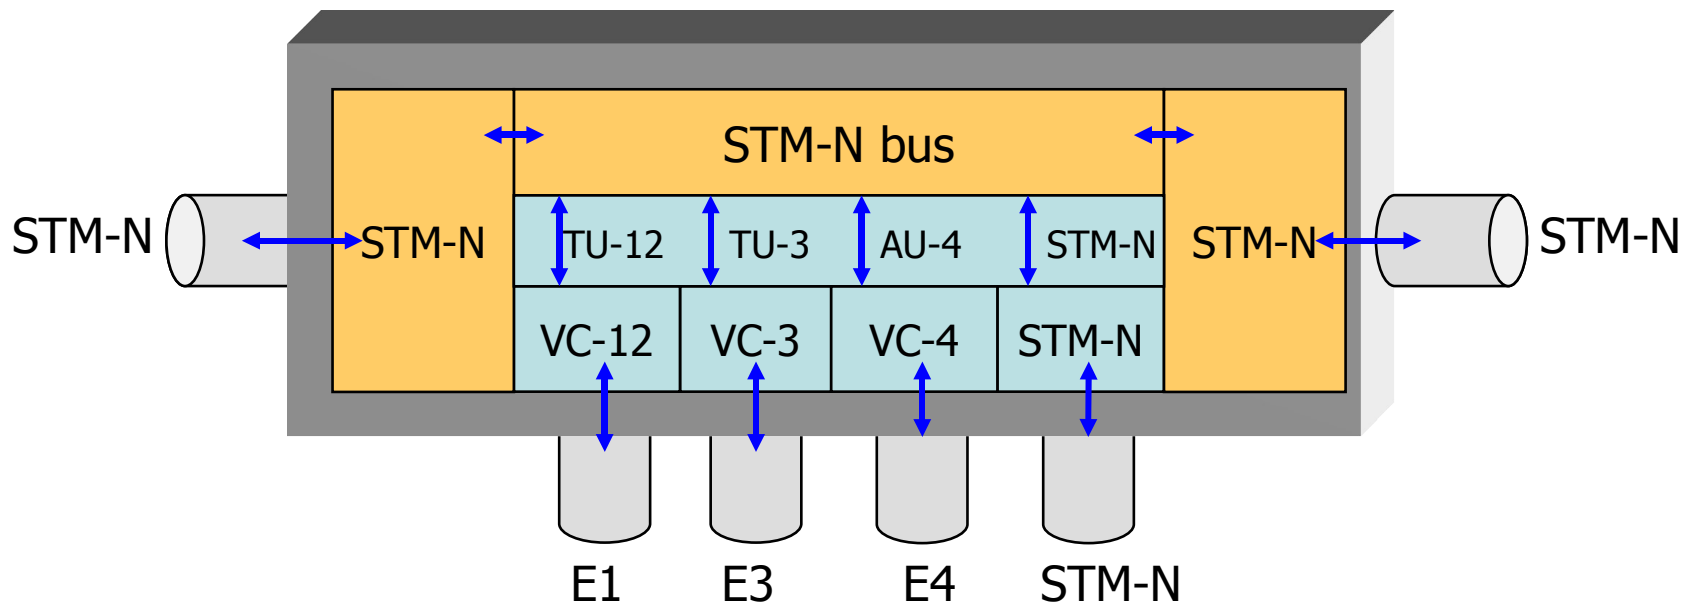 STM-N bus
STM-N
STM-N
TU-12
TU-3
AU-4
STM-N
STM-N
STM-N
VC-12
VC-3
VC-4
STM-N
E1
E3
E4
STM-N